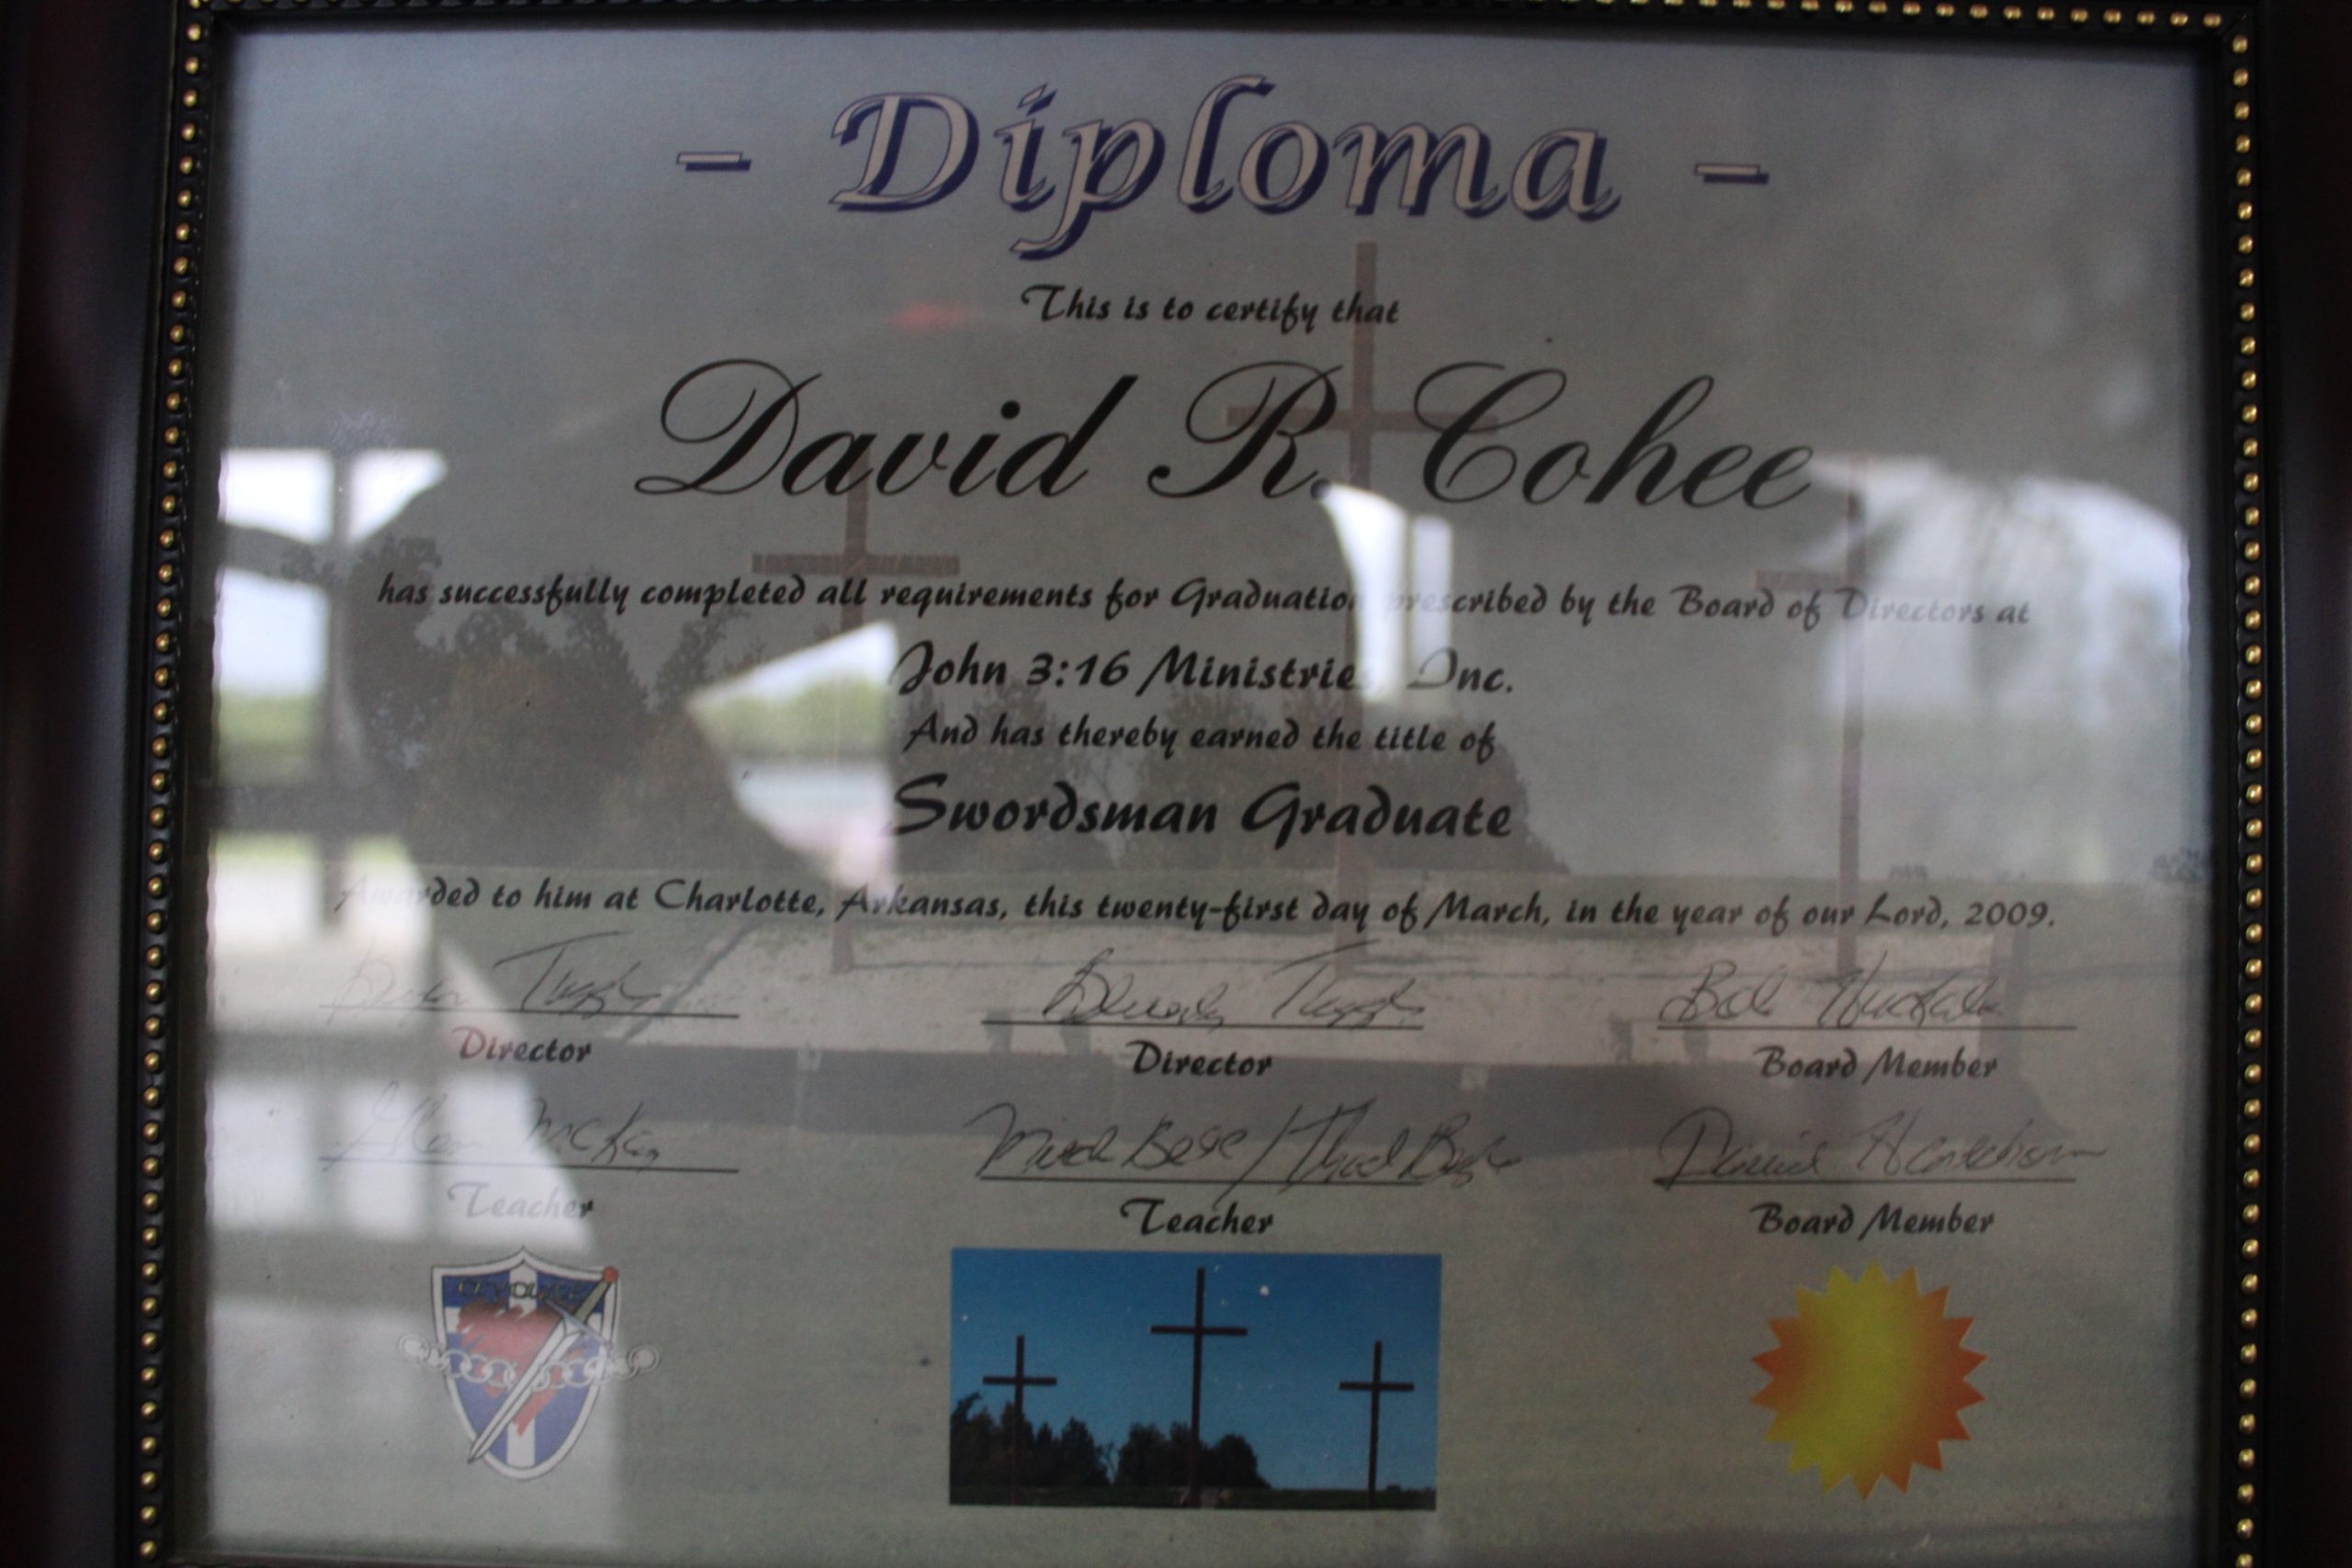 - Diploma -
This is to certify that
David R. Cohee
has successfully completed all requirements for Graduation prescribed by the Board of Directors at
John 3:16 Ministries, Inc.
And has thereby earned the title of
Swordsman Graduate
Awarded to him at Charlotte, Arkansas, this twenty-first day of March, in the year of our Lord, 2009.
Director Director Board Member
Teacher Teacher Board Member